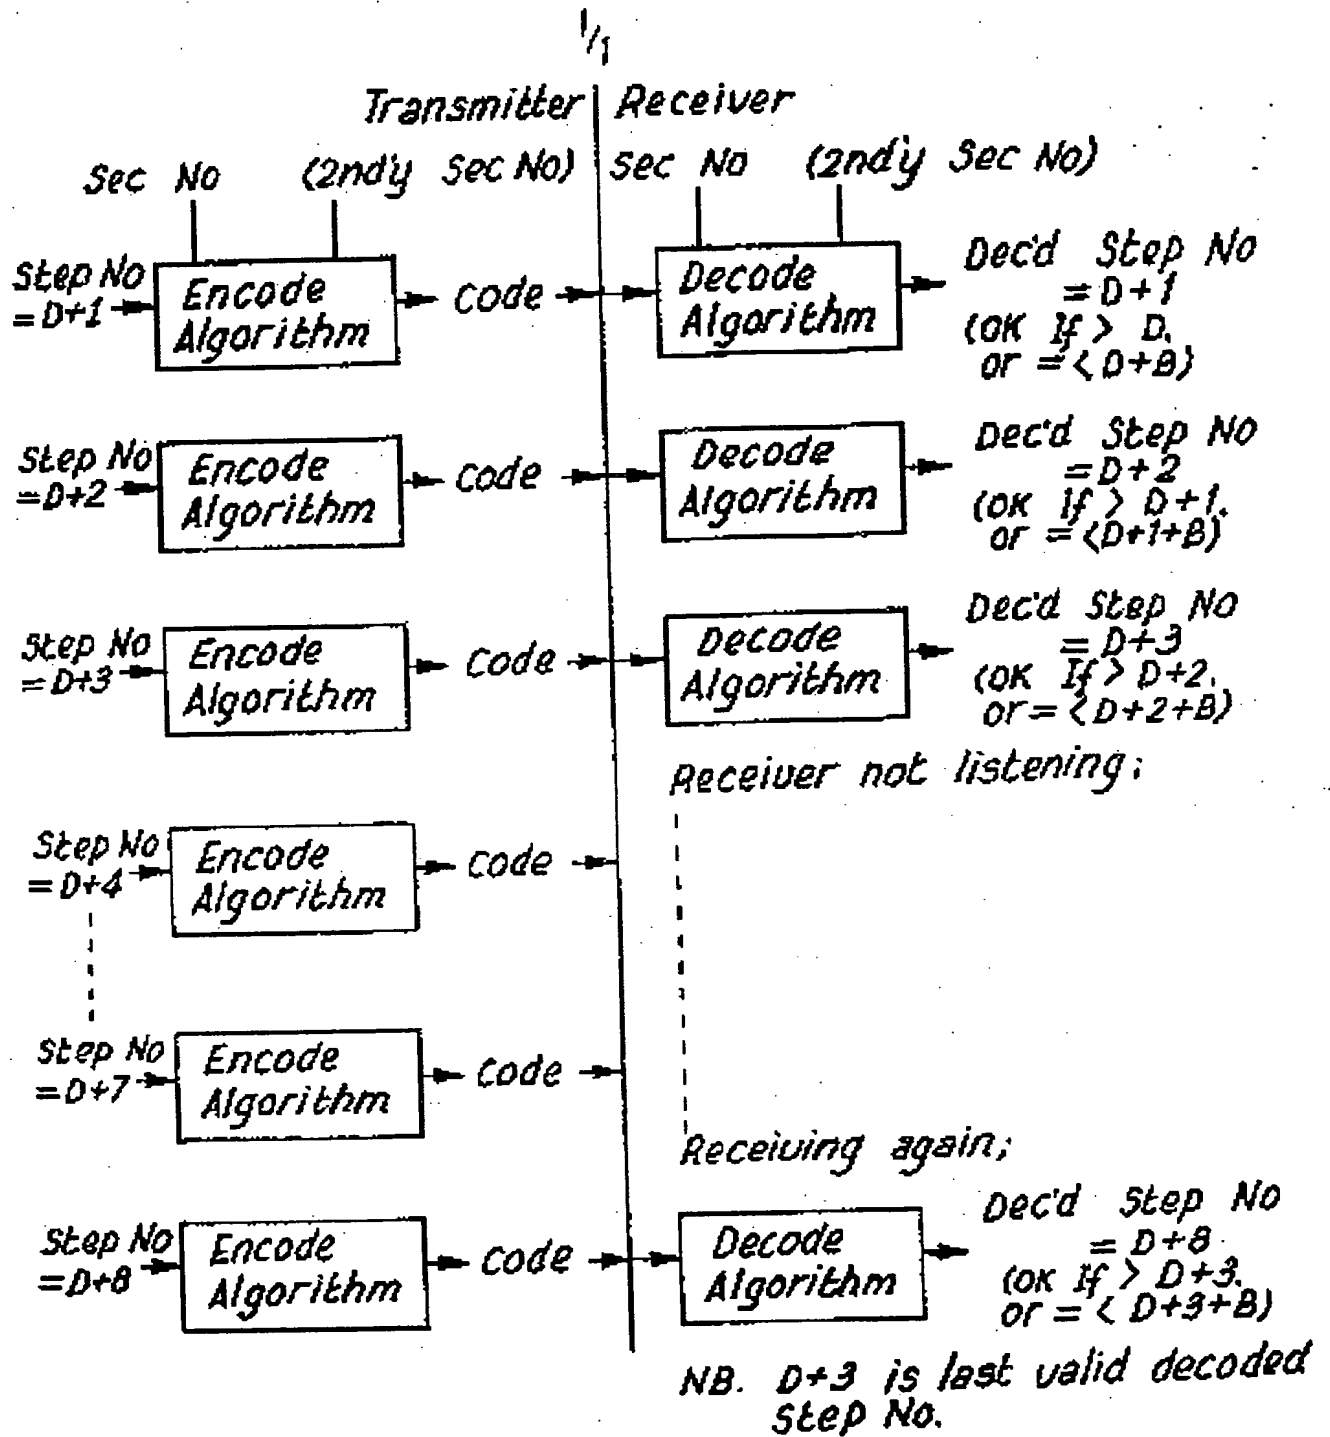 1/1
Transmitter Receiver
Sec No (2nd'y Sec No) Sec No (2nd'y Sec No)
Step No
= D+1
Encode
Algorithm
Code
Decode
Algorithm
Dec'd Step No
= D+1
(OK If > D.
or = < D+B)
Step No
= D+2
Encode
Algorithm
Code
Decode
Algorithm
Dec'd Step No
= D+2
(OK If > D+1.
or = < D+1+B)
Step No
= D+3
Encode
Algorithm
Code
Decode
Algorithm
Dec'd Step No
= D+3
(OK If > D+2.
or = < D+2+B)
Receiver not listening;
Step No
= D+4
Encode
Algorithm
Code
Step No
= D+7
Encode
Algorithm
Code
Receiving again;
Step No
= D+8
Encode
Algorithm
Code
Decode
Algorithm
Dec'd Step No
= D+8.
(OK If > D+3.
or = < D+3+B)
NB. D+3 is last valid decoded
Step No.